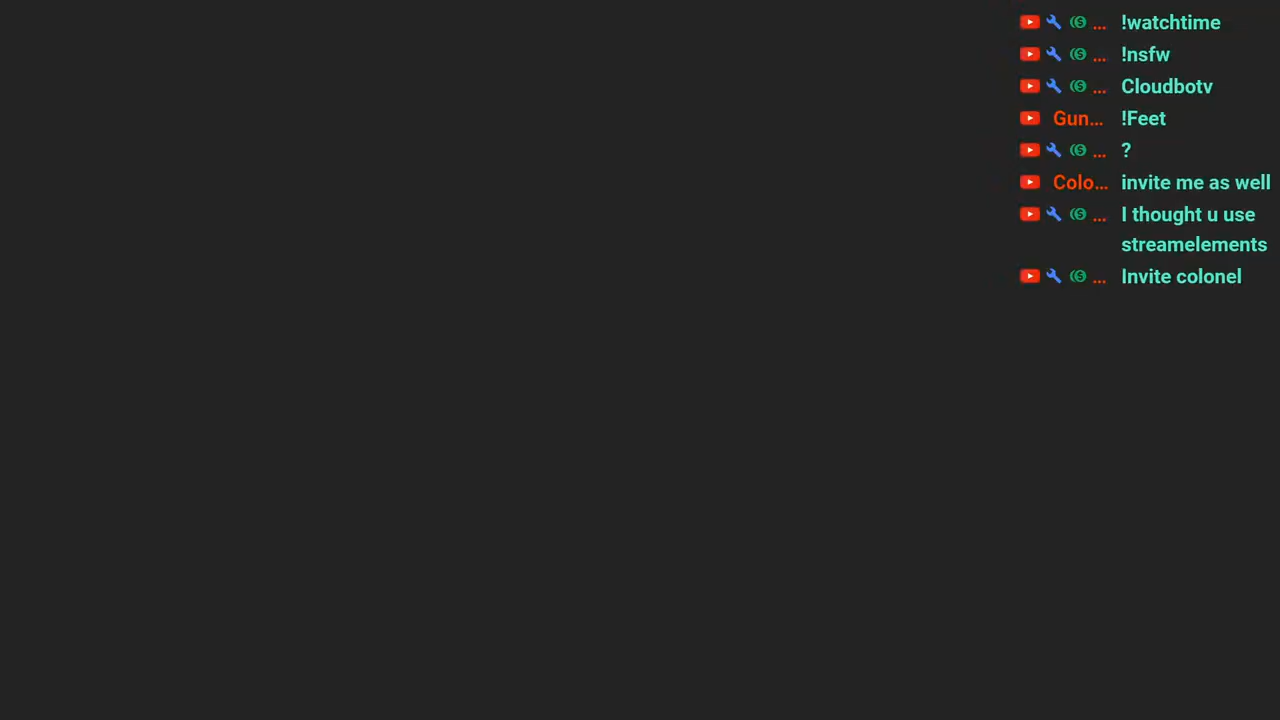 ... !watchtime
... !nsfw
... Cloudbotv
Gun... !Feet
... ?
Colo... invite me as well
... I thought u use
streamelements
... Invite colonel